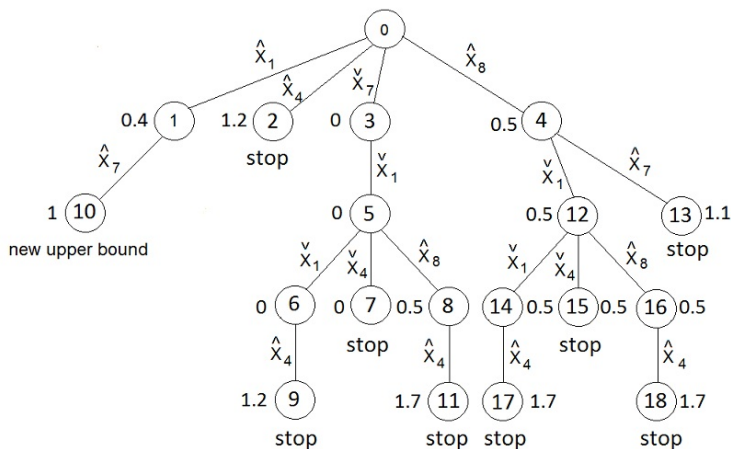 0
X̂1
X̂4
X̌7
X̂8
0.4 1
1.2 2
0 3
0.5 4
stop
X̂7
X̌1
X̌1
X̂7
1 10
0 5
0.5 12
13 1.1
new upper bound
stop
X̌1
X̌4
X̂8
X̌1
X̌4
X̂8
0 6
0 7
0.5 8
14 0.5
15 0.5
16 0.5
stop
stop
X̂4
X̂4
X̂4
X̂4
1.2 9
1.7 11
17 1.7
18 1.7
stop
stop
stop
stop